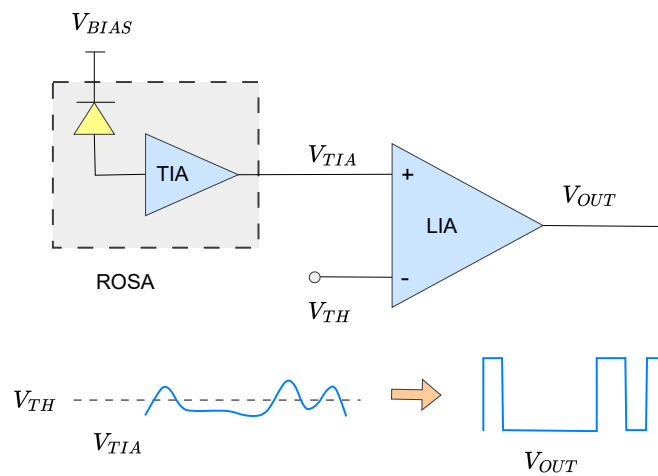 V_BIAS
TIA
V_TIA
+
LIA
V_OUT
ROSA
-
V_TH
V_TH
V_TIA
V_OUT